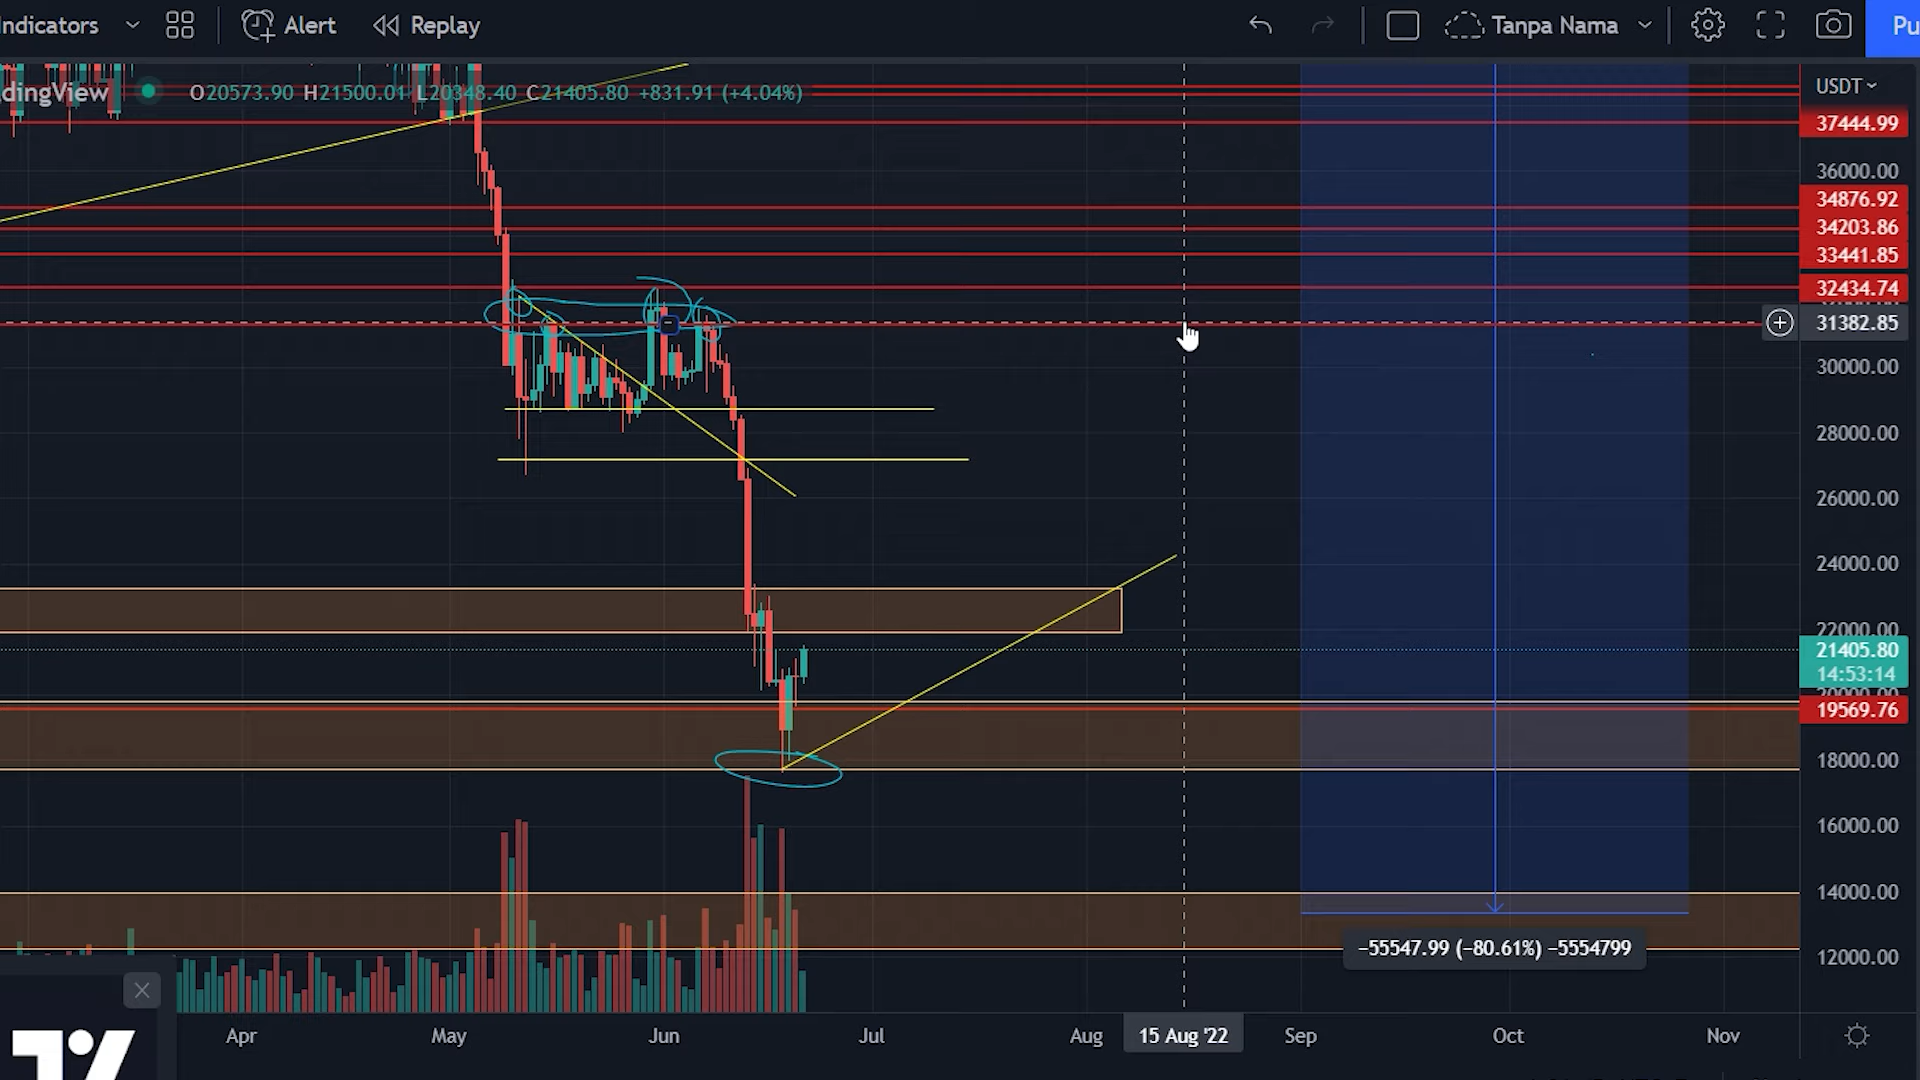 ndicators
Alert
Replay
Tanpa Nama
Pu
dingView
O20573.90 H21500.01 L20348.40 C21405.80 +831.91 (+4.04%)
USDT
37444.99
36000.00
34876.92
34203.86
33441.85
32434.74
31382.85
30000.00
28000.00
26000.00
24000.00
22000.00
21405.80
14:53:14
20000.00
19569.76
18000.00
16000.00
14000.00
−55547.99 (−80.61%) −5554799
12000.00
Apr May Jun Jul Aug 15 Aug '22 Sep Oct Nov